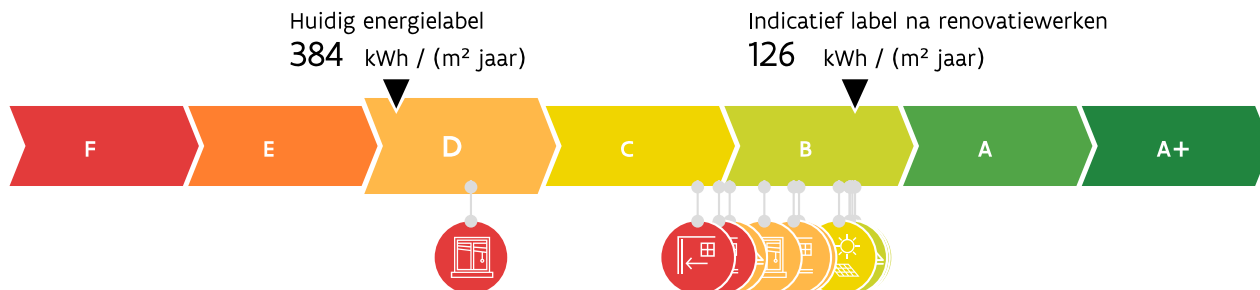 Huidig energielabel
384 kWh / (m² jaar)
Indicatief label na renovatiewerken
126 kWh / (m² jaar)
F E D C B A A+